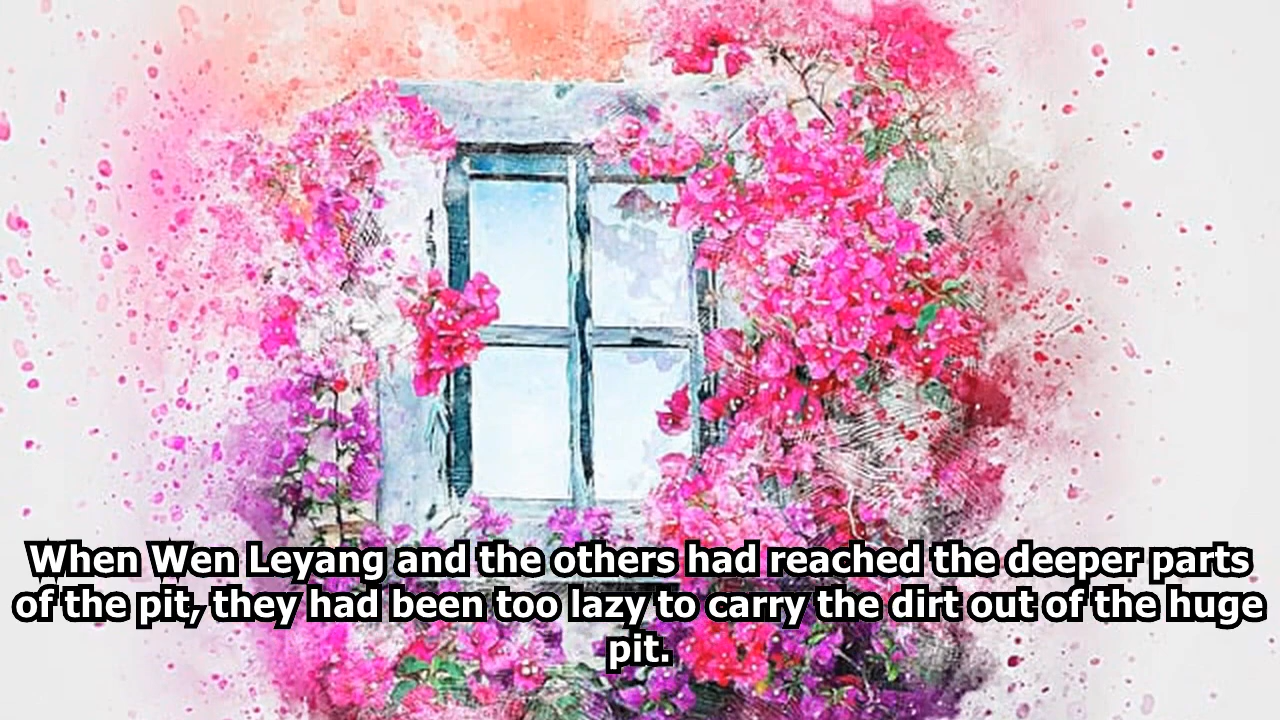 When Wen Leyang and the others had reached the deeper parts
of the pit, they had been too lazy to carry the dirt out of the huge
pit.